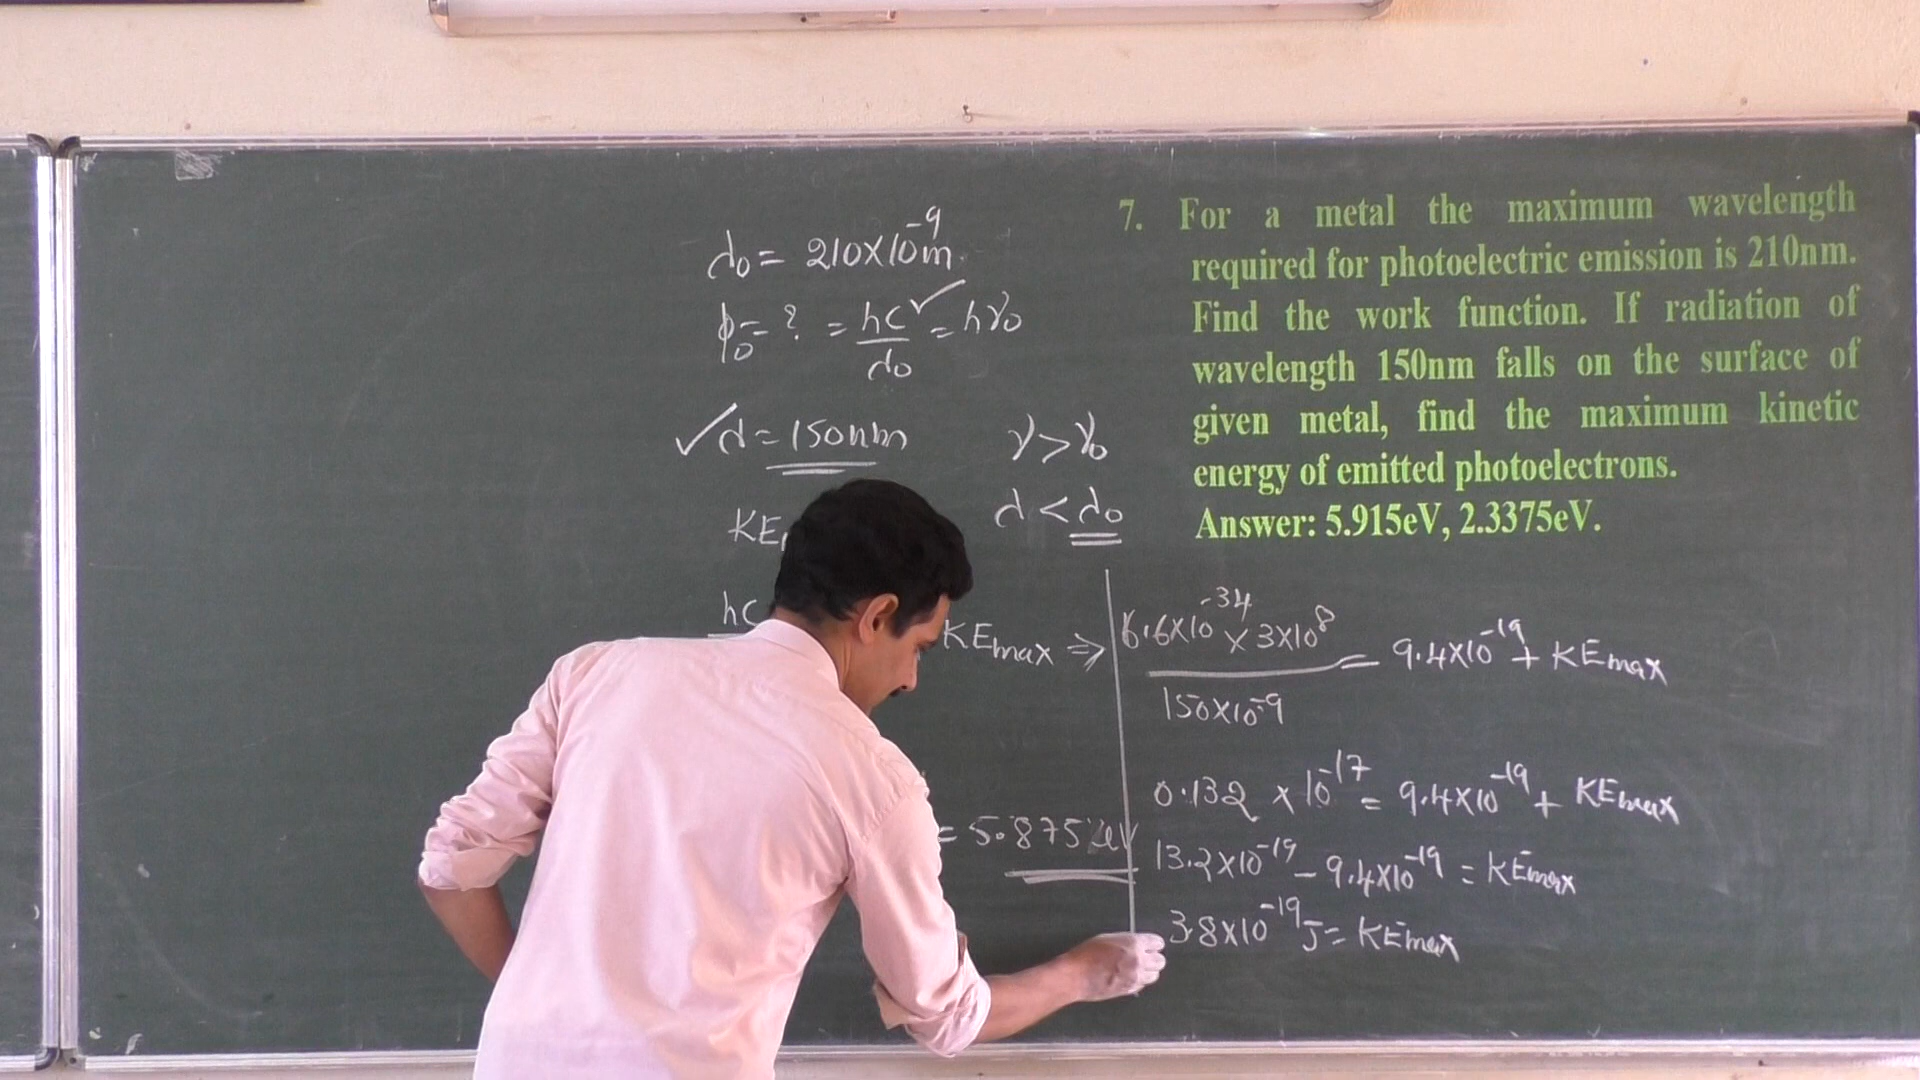 λ₀ = 210×10⁻⁹m
ϕ₀ = ? = hc/λ₀ = hγ₀
λ = 150nm
γ > γ₀
λ < λ₀
KE
hc
KEmax ⇒
= 5.875 eV
7. For a metal the maximum wavelength
required for photoelectric emission is 210nm.
Find the work function. If radiation of
wavelength 150nm falls on the surface of
given metal, find the maximum kinetic
energy of emitted photoelectrons.
Answer: 5.915eV, 2.3375eV.
6.6×10⁻³⁴ × 3×10⁸ / 150×10⁻⁹ = 9.4×10⁻¹⁹ + KEmax
0.132 × 10⁻¹⁷ = 9.4×10⁻¹⁹ + KEmax
13.2×10⁻¹⁹ – 9.4×10⁻¹⁹ = KEmax
3.8×10⁻¹⁹ J = KEmax